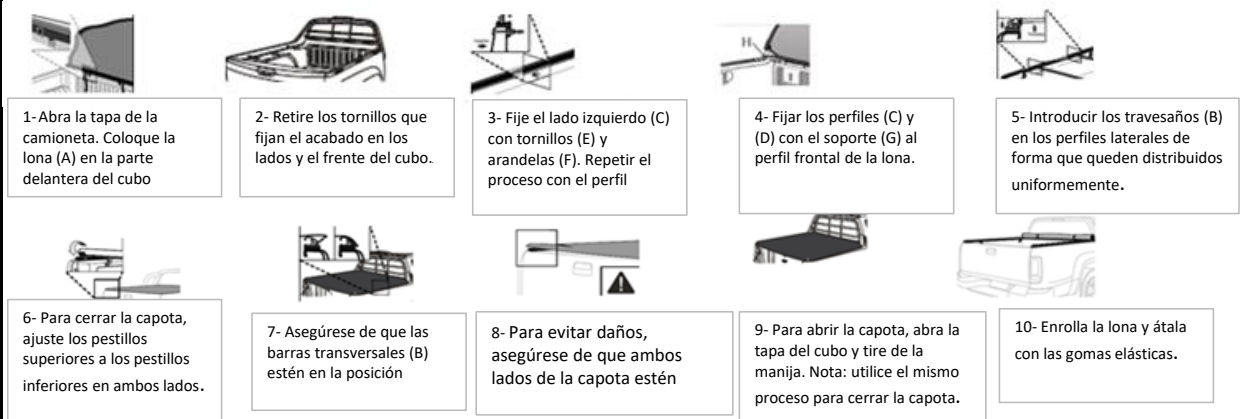 H
1-Abra la tapa de la
camioneta. Coloque la
lona (A) en la parte
delantera del cubo
2- Retire los tornillos que
fijan el acabado en los
lados y el frente del cubo.
3- Fije el lado izquierdo (C)
con tornillos (E) y
arandelas (F). Repetir el
proceso con el perfil
4- Fijar los perfiles (C) y
(D) con el soporte (G) al
perfil frontal de la lona.
5- Introducir los travesaños (B)
en los perfiles laterales de
forma que queden distribuidos
uniformemente.
6- Para cerrar la capota,
ajuste los pestillos
superiores a los pestillos
inferiores en ambos lados.
7- Asegúrese de que las
barras transversales (B)
estén en la posición
8- Para evitar daños,
asegúrese de que ambos
lados de la capota estén
9- Para abrir la capota, abra la
tapa del cubo y tire de la
manija. Nota: utilice el mismo
proceso para cerrar la capota.
10- Enrolla la lona y átala
con las gomas elásticas.